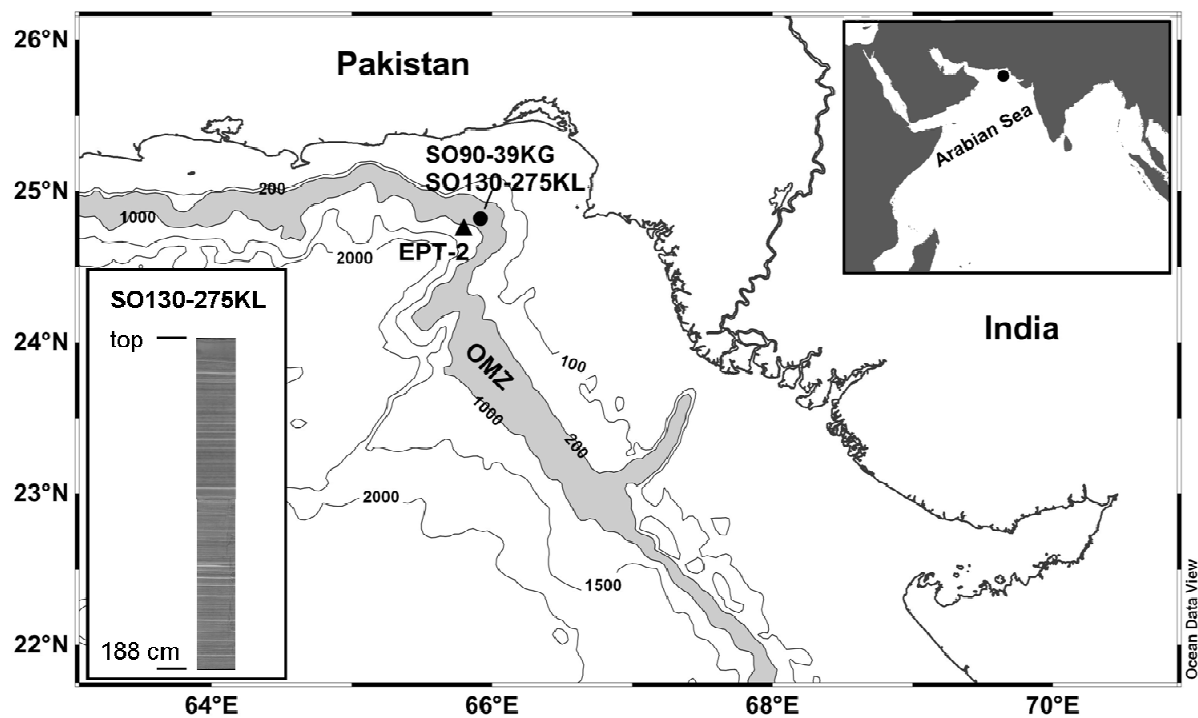 26°N
25°N
24°N
23°N
22°N
64°E
66°E
68°E
70°E
Pakistan
India
SO90-39KG
SO130-275KL
EPT-2
200
1000
2000
OMZ
100
1000
200
2000
1500
Arabian Sea
SO130-275KL
top
188 cm
Ocean Data View